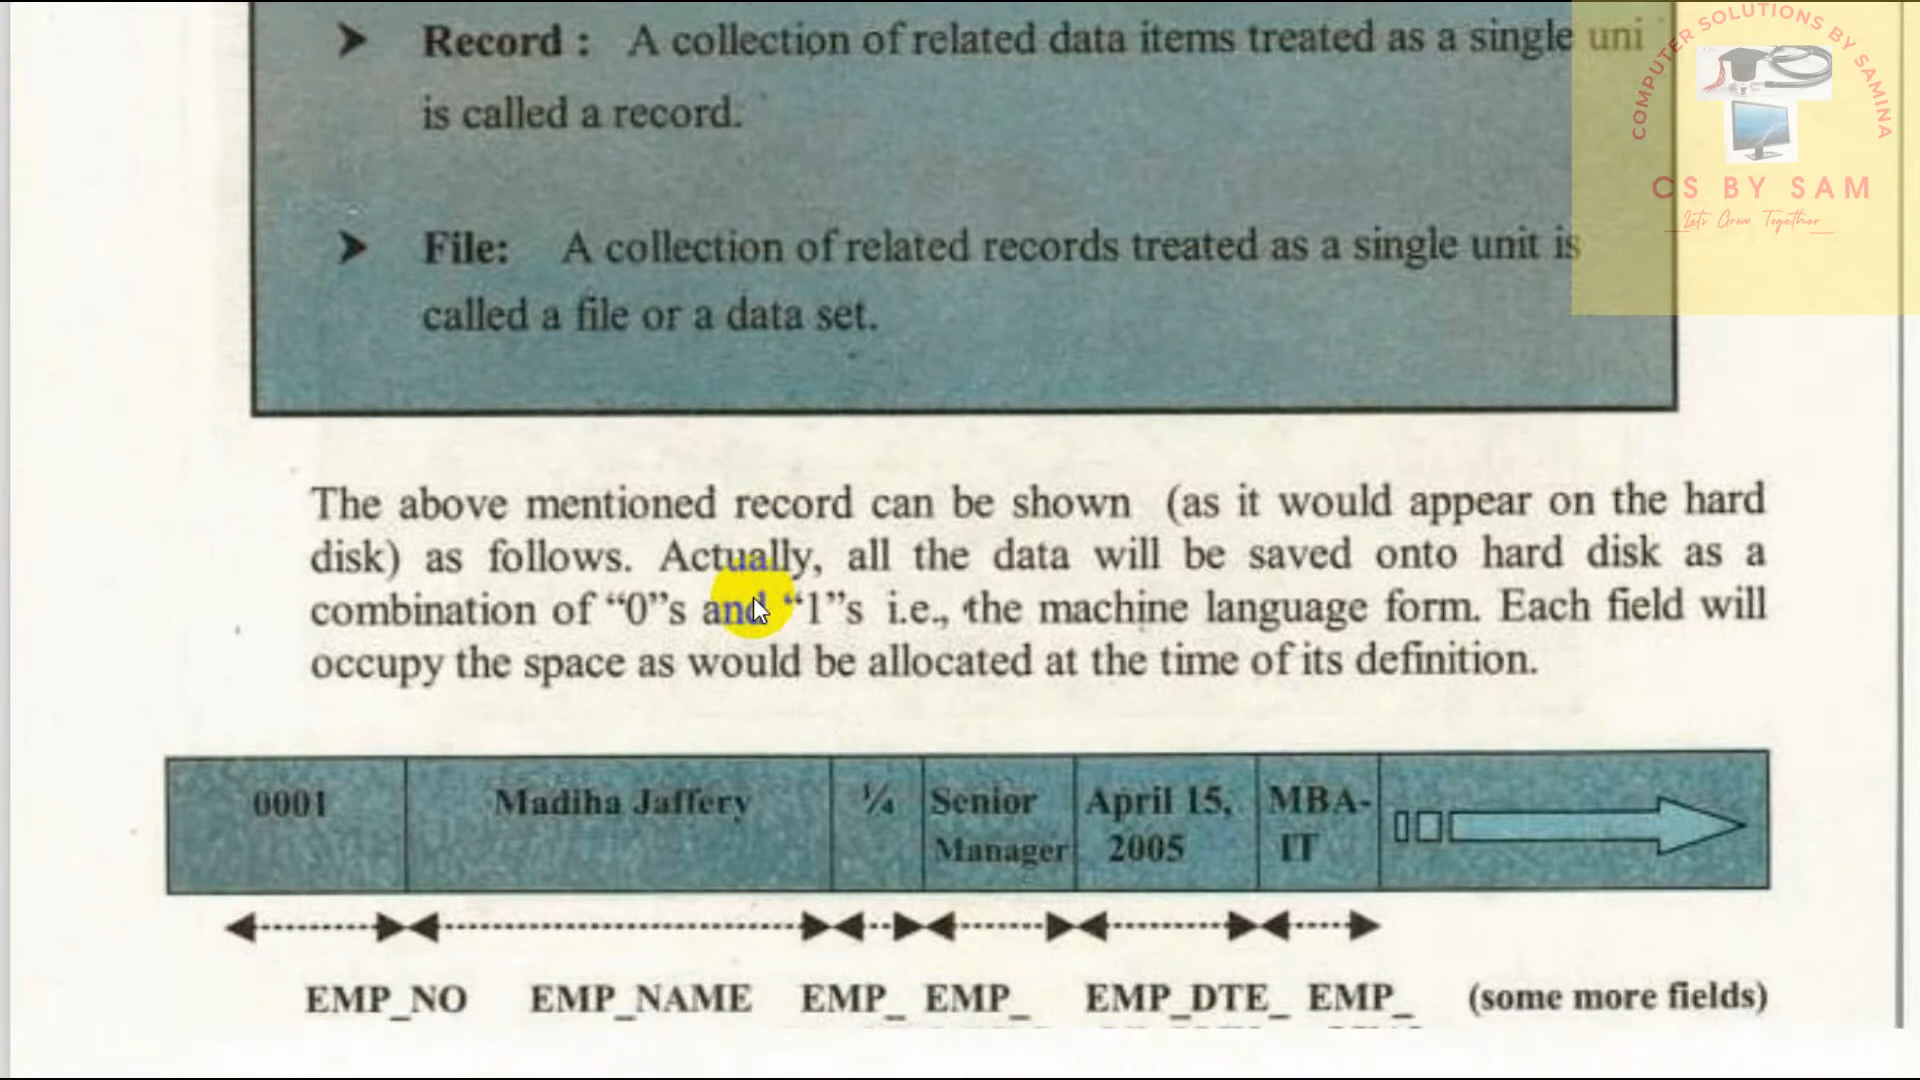 ➤ Record : A collection of related data items treated as a single uni
is called a record.
➤ File: A collection of related records treated as a single unit is
called a file or a data set.
The above mentioned record can be shown (as it would appear on the hard
disk) as follows. Actually, all the data will be saved onto hard disk as a
combination of “0”s and “1”s i.e., the machine language form. Each field will
occupy the space as would be allocated at the time of its definition.
0001 Madiha Jaffery ¼ Senior April 15, MBA-
Manager 2005 IT
EMP_NO EMP_NAME EMP_ EMP_ EMP_DTE_ EMP_ (some more fields)
COMPUTER SOLUTIONS BY SAMINA
CS BY SAM
Lets Grow Together